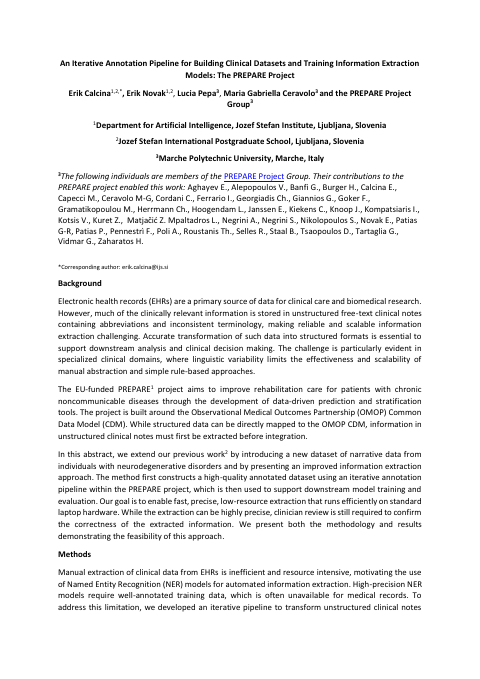 An Iterative Annotation Pipeline for Building Clinical Datasets and Training Information Extraction
Models: The PREPARE Project
Erik Calcina1,2,*, Erik Novak1,2, Lucia Pepa3, Maria Gabriella Ceravolo3 and the PREPARE Project
Group3
1Department for Artificial Intelligence, Jozef Stefan Institute, Ljubljana, Slovenia
2Jozef Stefan International Postgraduate School, Ljubljana, Slovenia
3Marche Polytechnic University, Marche, Italy
3The following individuals are members of the PREPARE Project Group. Their contributions to the
PREPARE project enabled this work: Aghayev E., Alepopoulos V., Banfi G., Burger H., Calcina E.,
Capecci M., Ceravolo M-G, Cordani C., Ferrario I., Georgiadis Ch., Giannios G., Goker F.,
Gramatikopoulou M., Herrmann Ch., Hoogendam L., Janssen E., Kiekens C., Knoop J., Kompatsiaris I.,
Kotsis V., Kuret Z., Matjačić Z. Mpaltadros L., Negrini A., Negrini S., Nikolopoulos S., Novak E., Patias
G-R, Patias P., Pennestrì F., Poli A., Roustanis Th., Selles R., Staal B., Tsaopoulos D., Tartaglia G.,
Vidmar G., Zaharatos H.
*Corresponding author: erik.calcina@ijs.si
Background
Electronic health records (EHRs) are a primary source of data for clinical care and biomedical research.
However, much of the clinically relevant information is stored in unstructured free-text clinical notes
containing abbreviations and inconsistent terminology, making reliable and scalable information
extraction challenging. Accurate transformation of such data into structured formats is essential to
support downstream analysis and clinical decision making. The challenge is particularly evident in
specialized clinical domains, where linguistic variability limits the effectiveness and scalability of
manual abstraction and simple rule-based approaches.
The EU-funded PREPARE1 project aims to improve rehabilitation care for patients with chronic
noncommunicable diseases through the development of data-driven prediction and stratification
tools. The project is built around the Observational Medical Outcomes Partnership (OMOP) Common
Data Model (CDM). While structured data can be directly mapped to the OMOP CDM, information in
unstructured clinical notes must first be extracted before integration.
In this abstract, we extend our previous work2 by introducing a new dataset of narrative data from
individuals with neurodegenerative disorders and by presenting an improved information extraction
approach. The method first constructs a high-quality annotated dataset using an iterative annotation
pipeline within the PREPARE project, which is then used to support downstream model training and
evaluation. Our goal is to enable fast, precise, low-resource extraction that runs efficiently on standard
laptop hardware. While the extraction can be highly precise, clinician review is still required to confirm
the correctness of the extracted information. We present both the methodology and results
demonstrating the feasibility of this approach.
Methods
Manual extraction of clinical data from EHRs is inefficient and resource intensive, motivating the use
of Named Entity Recognition (NER) models for automated information extraction. High-precision NER
models require well-annotated training data, which is often unavailable for medical records. To
address this limitation, we developed an iterative pipeline to transform unstructured clinical notes